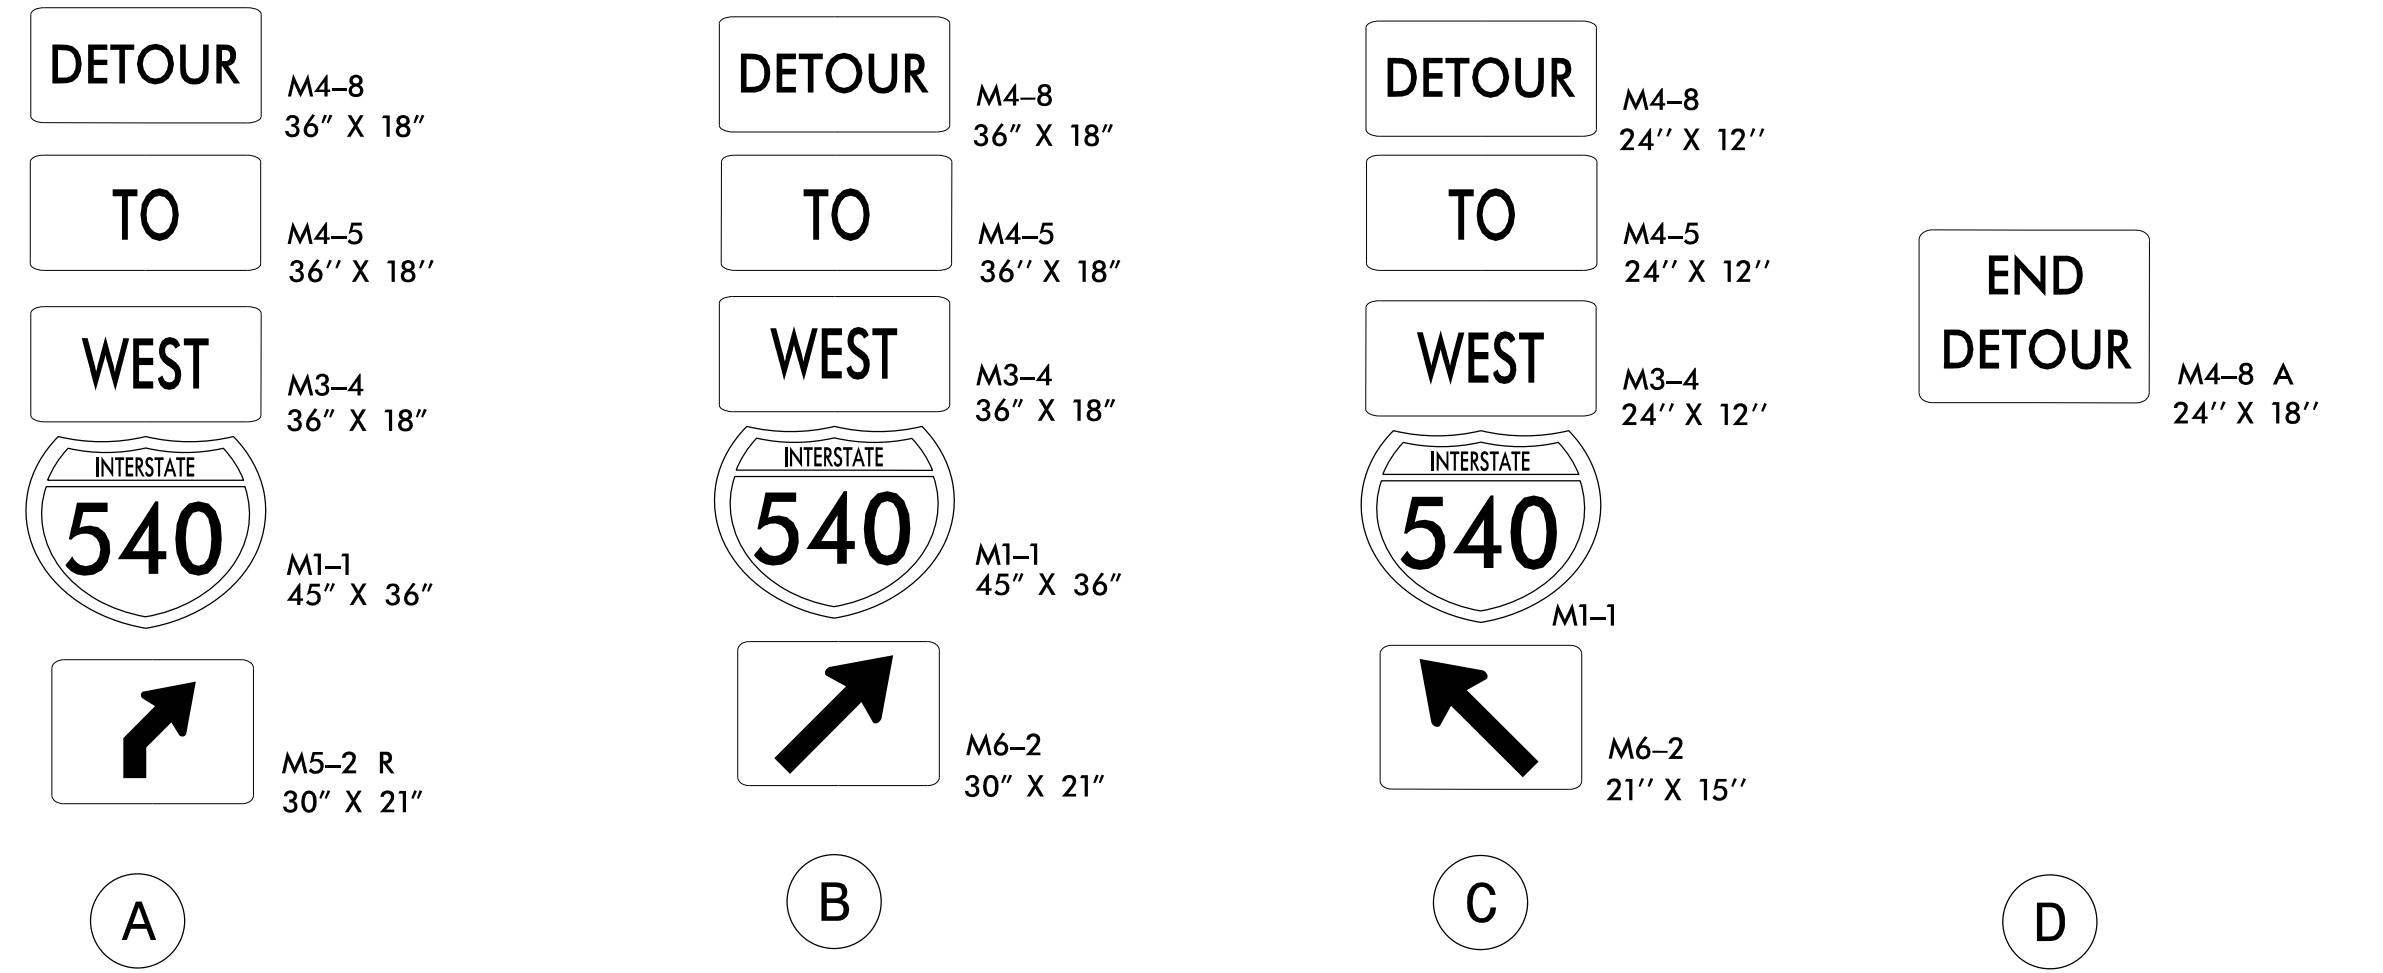 DETOUR
M4–8
36" X 18"
TO
M4–5
36'' X 18''
WEST
M3–4
36" X 18"
INTERSTATE
540
M1–1
45" X 36"
M5–2 R
30" X 21"
A
DETOUR
M4–8
36" X 18"
TO
M4–5
36'' X 18"
WEST
M3–4
36" X 18"
INTERSTATE
540
M1–1
45" X 36"
M6–2
30" X 21"
B
DETOUR
M4–8
24'' X 12''
TO
M4–5
24'' X 12''
WEST
M3–4
24'' X 12''
INTERSTATE
540
M1–1
M6–2
21'' X 15''
C
END
DETOUR
M4–8 A
24'' X 18''
D